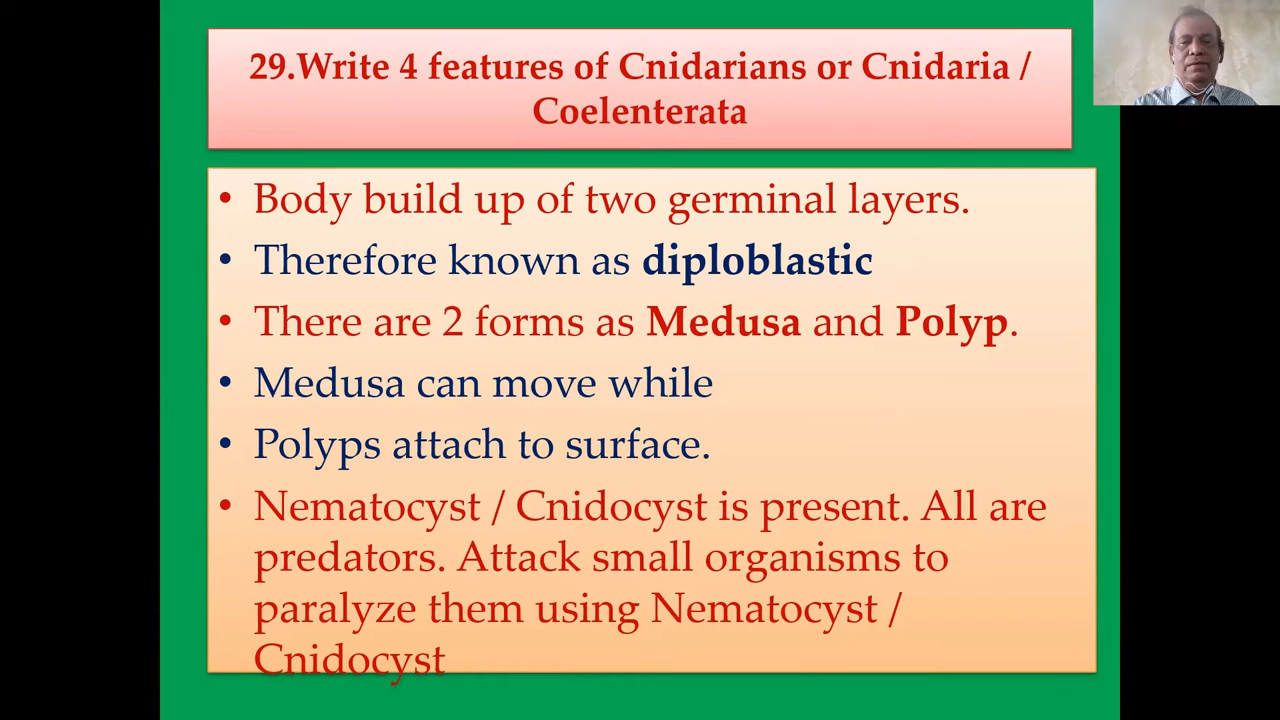 29.Write 4 features of Cnidarians or Cnidaria /
Coelenterata
• Body build up of two germinal layers.
• Therefore known as diploblastic
• There are 2 forms as Medusa and Polyp.
• Medusa can move while
• Polyps attach to surface.
• Nematocyst / Cnidocyst is present. All are
predators. Attack small organisms to
paralyze them using Nematocyst /
Cnidocyst